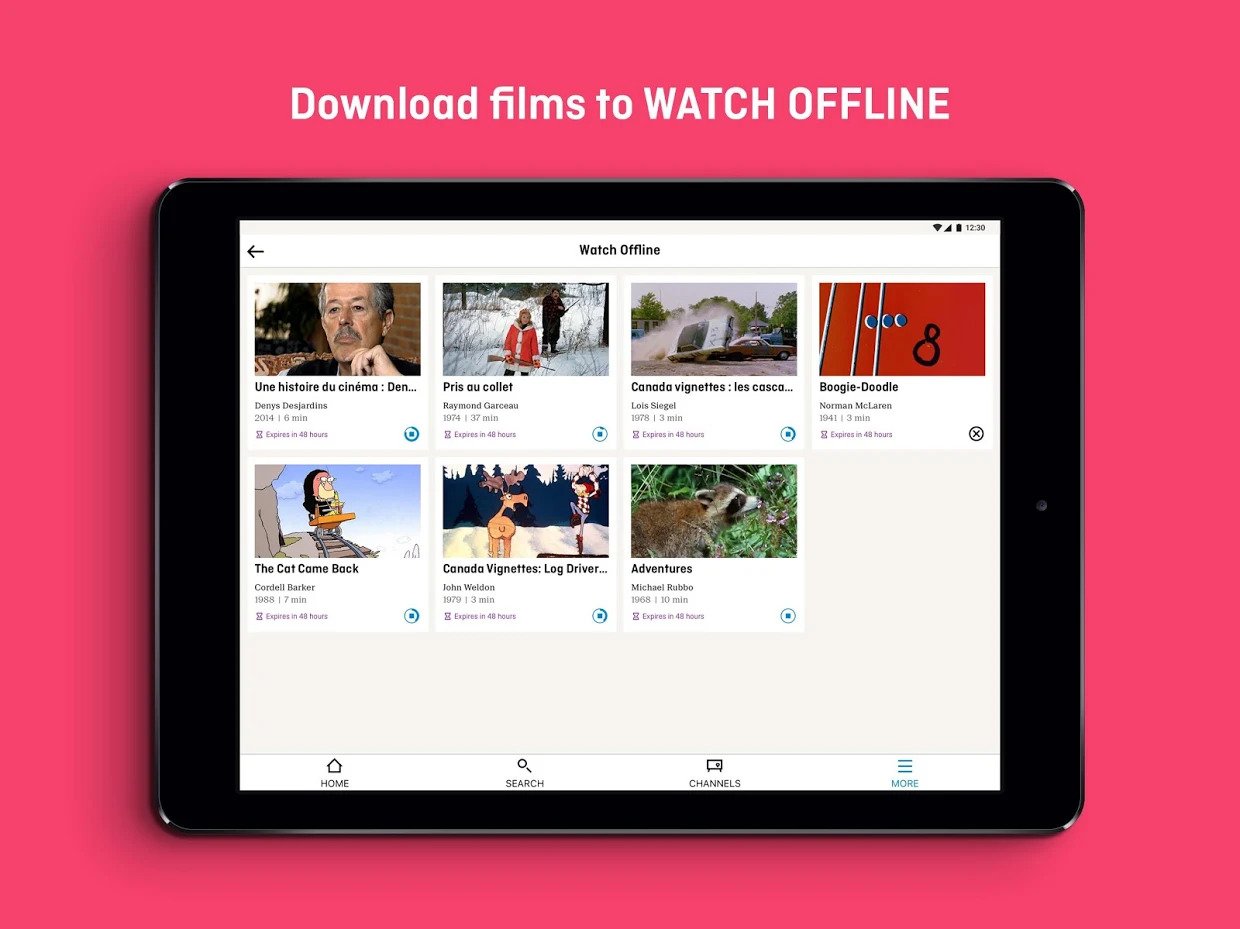 Download films to WATCH OFFLINE
12:30
Watch Offline
Une histoire du cinéma : Den...
Denys Desjardins
2014 | 6 min
Expires in 48 hours
Pris au collet
Raymond Garceau
1974 | 37 min
Expires in 48 hours
Canada vignettes : les casca...
Lois Siegel
1978 | 3 min
Expires in 48 hours
8
Boogie-Doodle
Norman McLaren
1941 | 3 min
Expires in 48 hours
The Cat Came Back
Cordell Barker
1988 | 7 min
Expires in 48 hours
Canada Vignettes: Log Driver...
John Weldon
1979 | 3 min
Expires in 48 hours
Adventures
Michael Rubbo
1968 | 10 min
Expires in 48 hours
HOME
SEARCH
CHANNELS
MORE